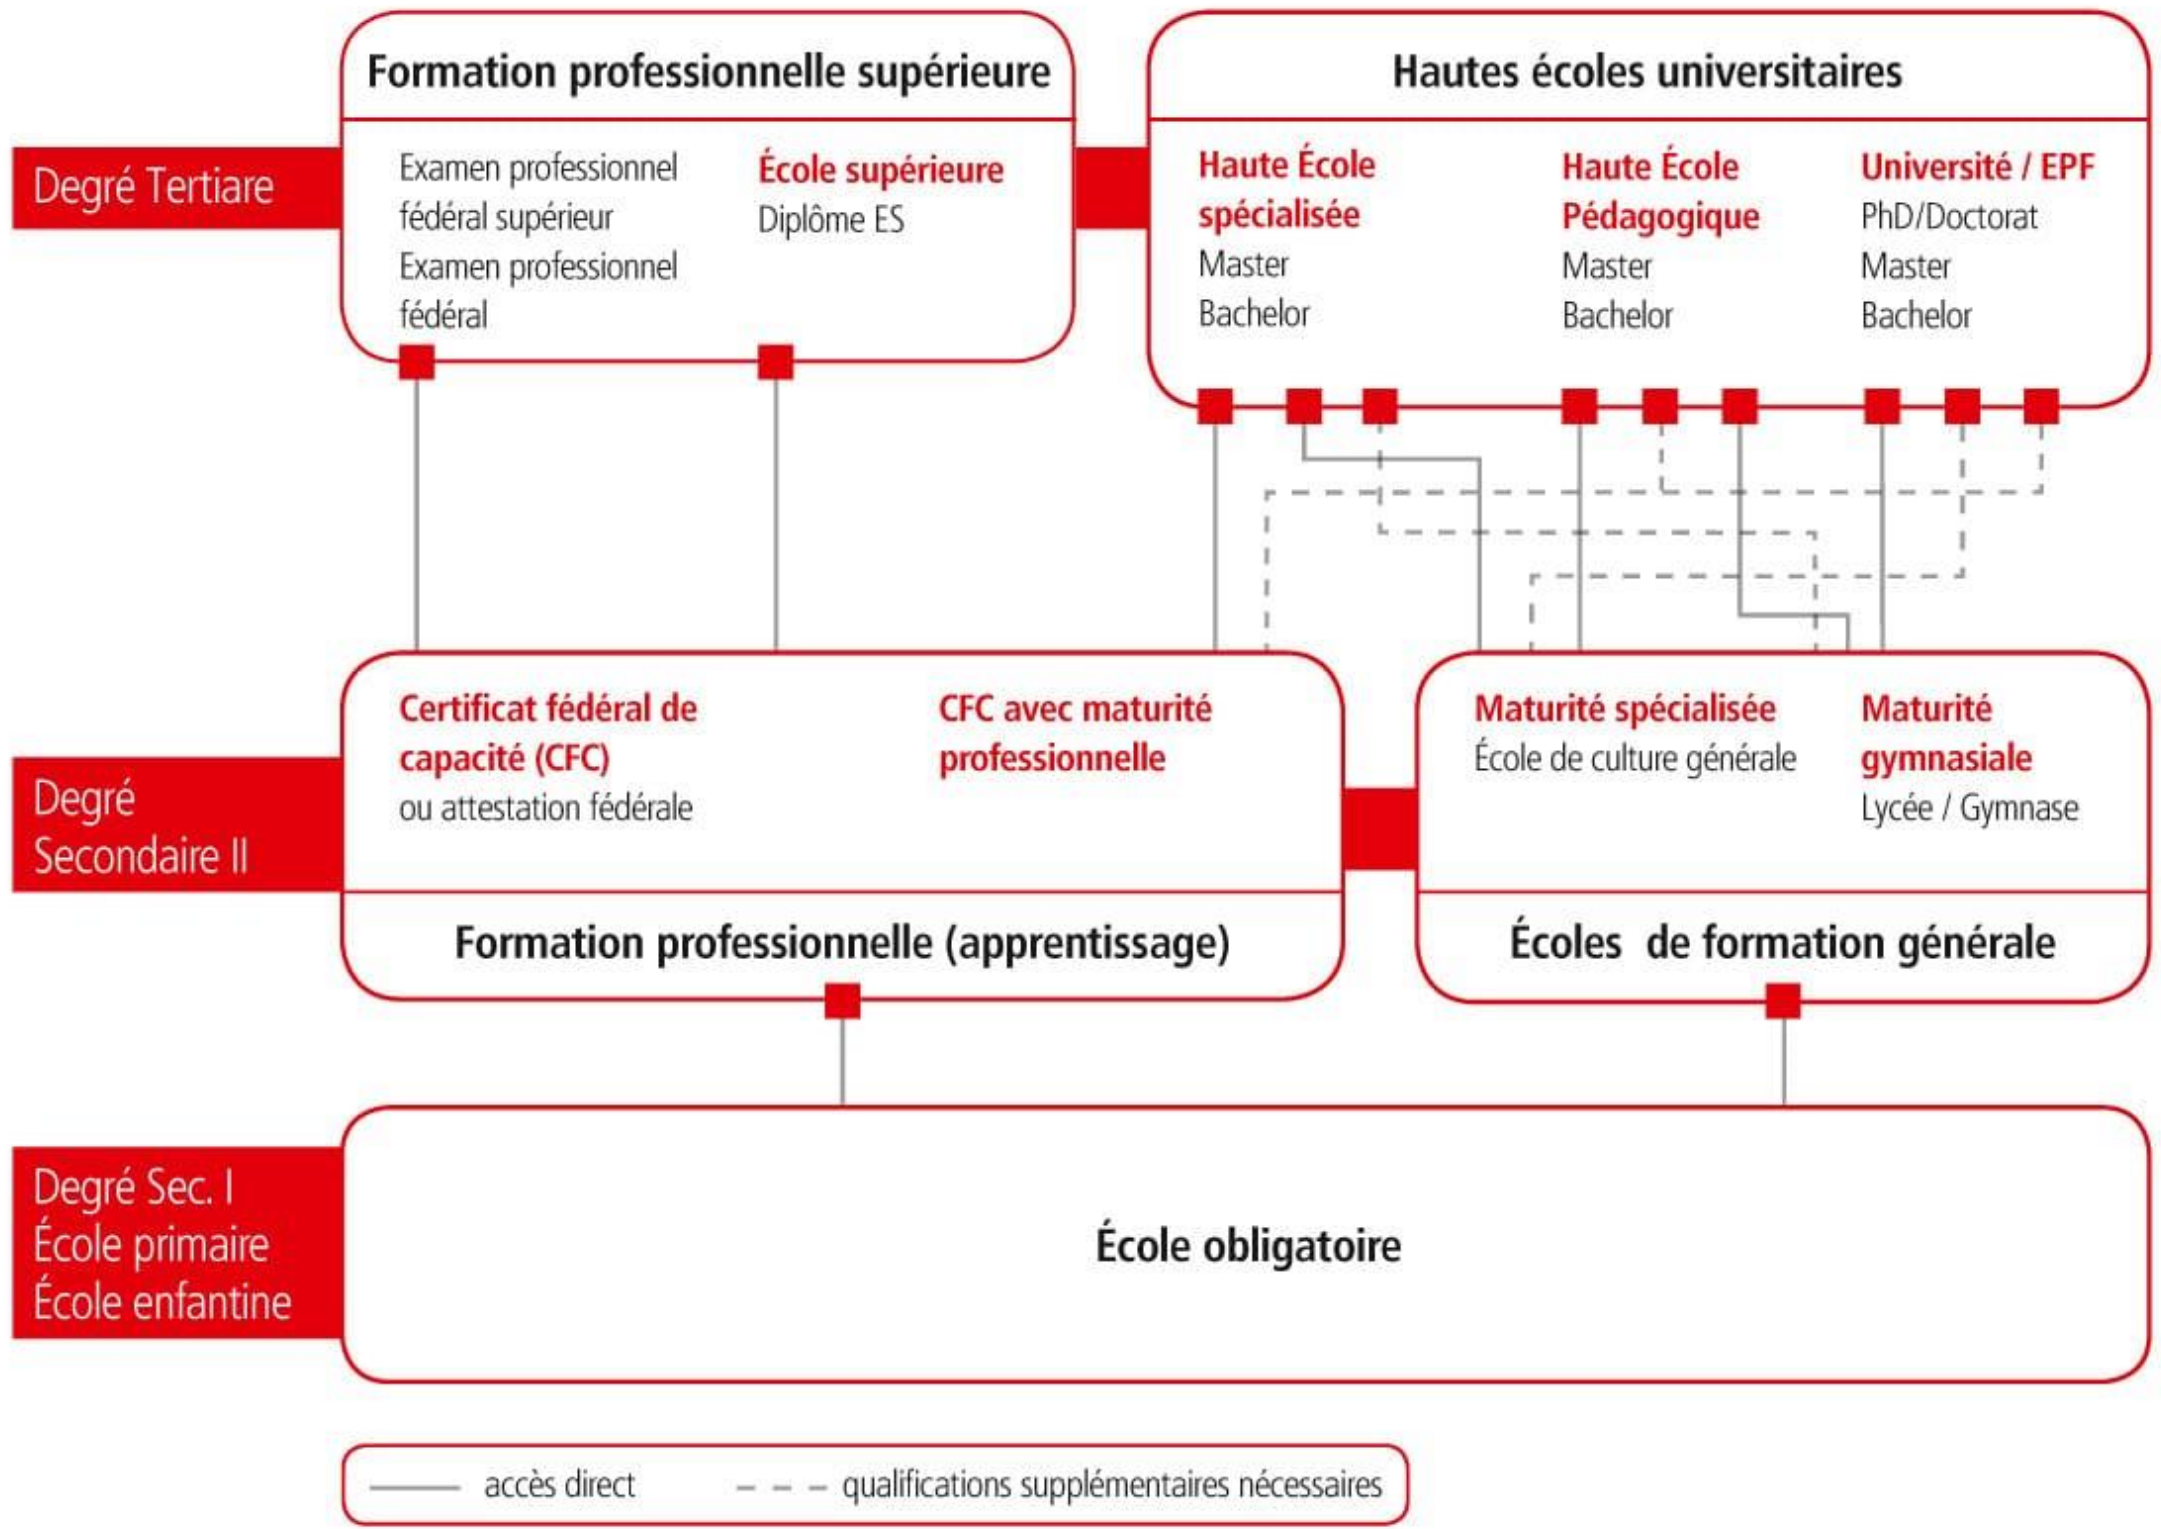 Formation professionnelle supérieure
Hautes écoles universitaires
Degré Tertiare
Examen professionnel
fédéral supérieur
Examen professionnel
fédéral
École supérieure
Diplôme ES
Haute École
spécialisée
Master
Bachelor
Haute École
Pédagogique
Master
Bachelor
Université / EPF
PhD/Doctorat
Master
Bachelor
Degré
Secondaire II
Certificat fédéral de
capacité (CFC)
ou attestation fédérale
CFC avec maturité
professionnelle
Formation professionnelle (apprentissage)
Maturité spécialisée
École de culture générale
Maturité
gymnasiale
Lycée / Gymnase
Écoles de formation générale
Degré Sec. I
École primaire
École enfantine
École obligatoire
accès direct
qualifications supplémentaires nécessaires